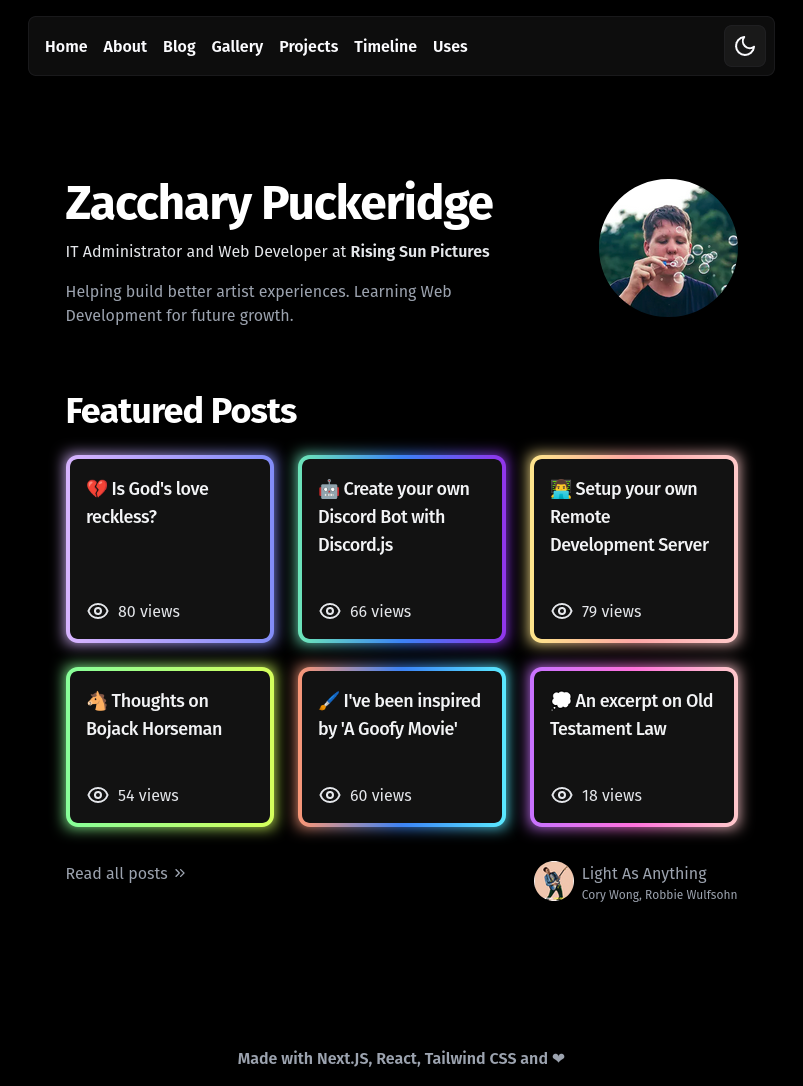 Home About Blog Gallery Projects Timeline Uses
Zacchary Puckeridge
IT Administrator and Web Developer at Rising Sun Pictures
Helping build better artist experiences. Learning Web
Development for future growth.
Featured Posts
💔 Is God's love
reckless?
80 views
🤖 Create your own
Discord Bot with
Discord.js
66 views
👨‍💻 Setup your own
Remote
Development Server
79 views
🐴 Thoughts on
Bojack Horseman
54 views
🖌️ I've been inspired
by 'A Goofy Movie'
60 views
💭 An excerpt on Old
Testament Law
18 views
Read all posts »
Light As Anything
Cory Wong, Robbie Wulfsohn
Made with Next.JS, React, Tailwind CSS and ❤